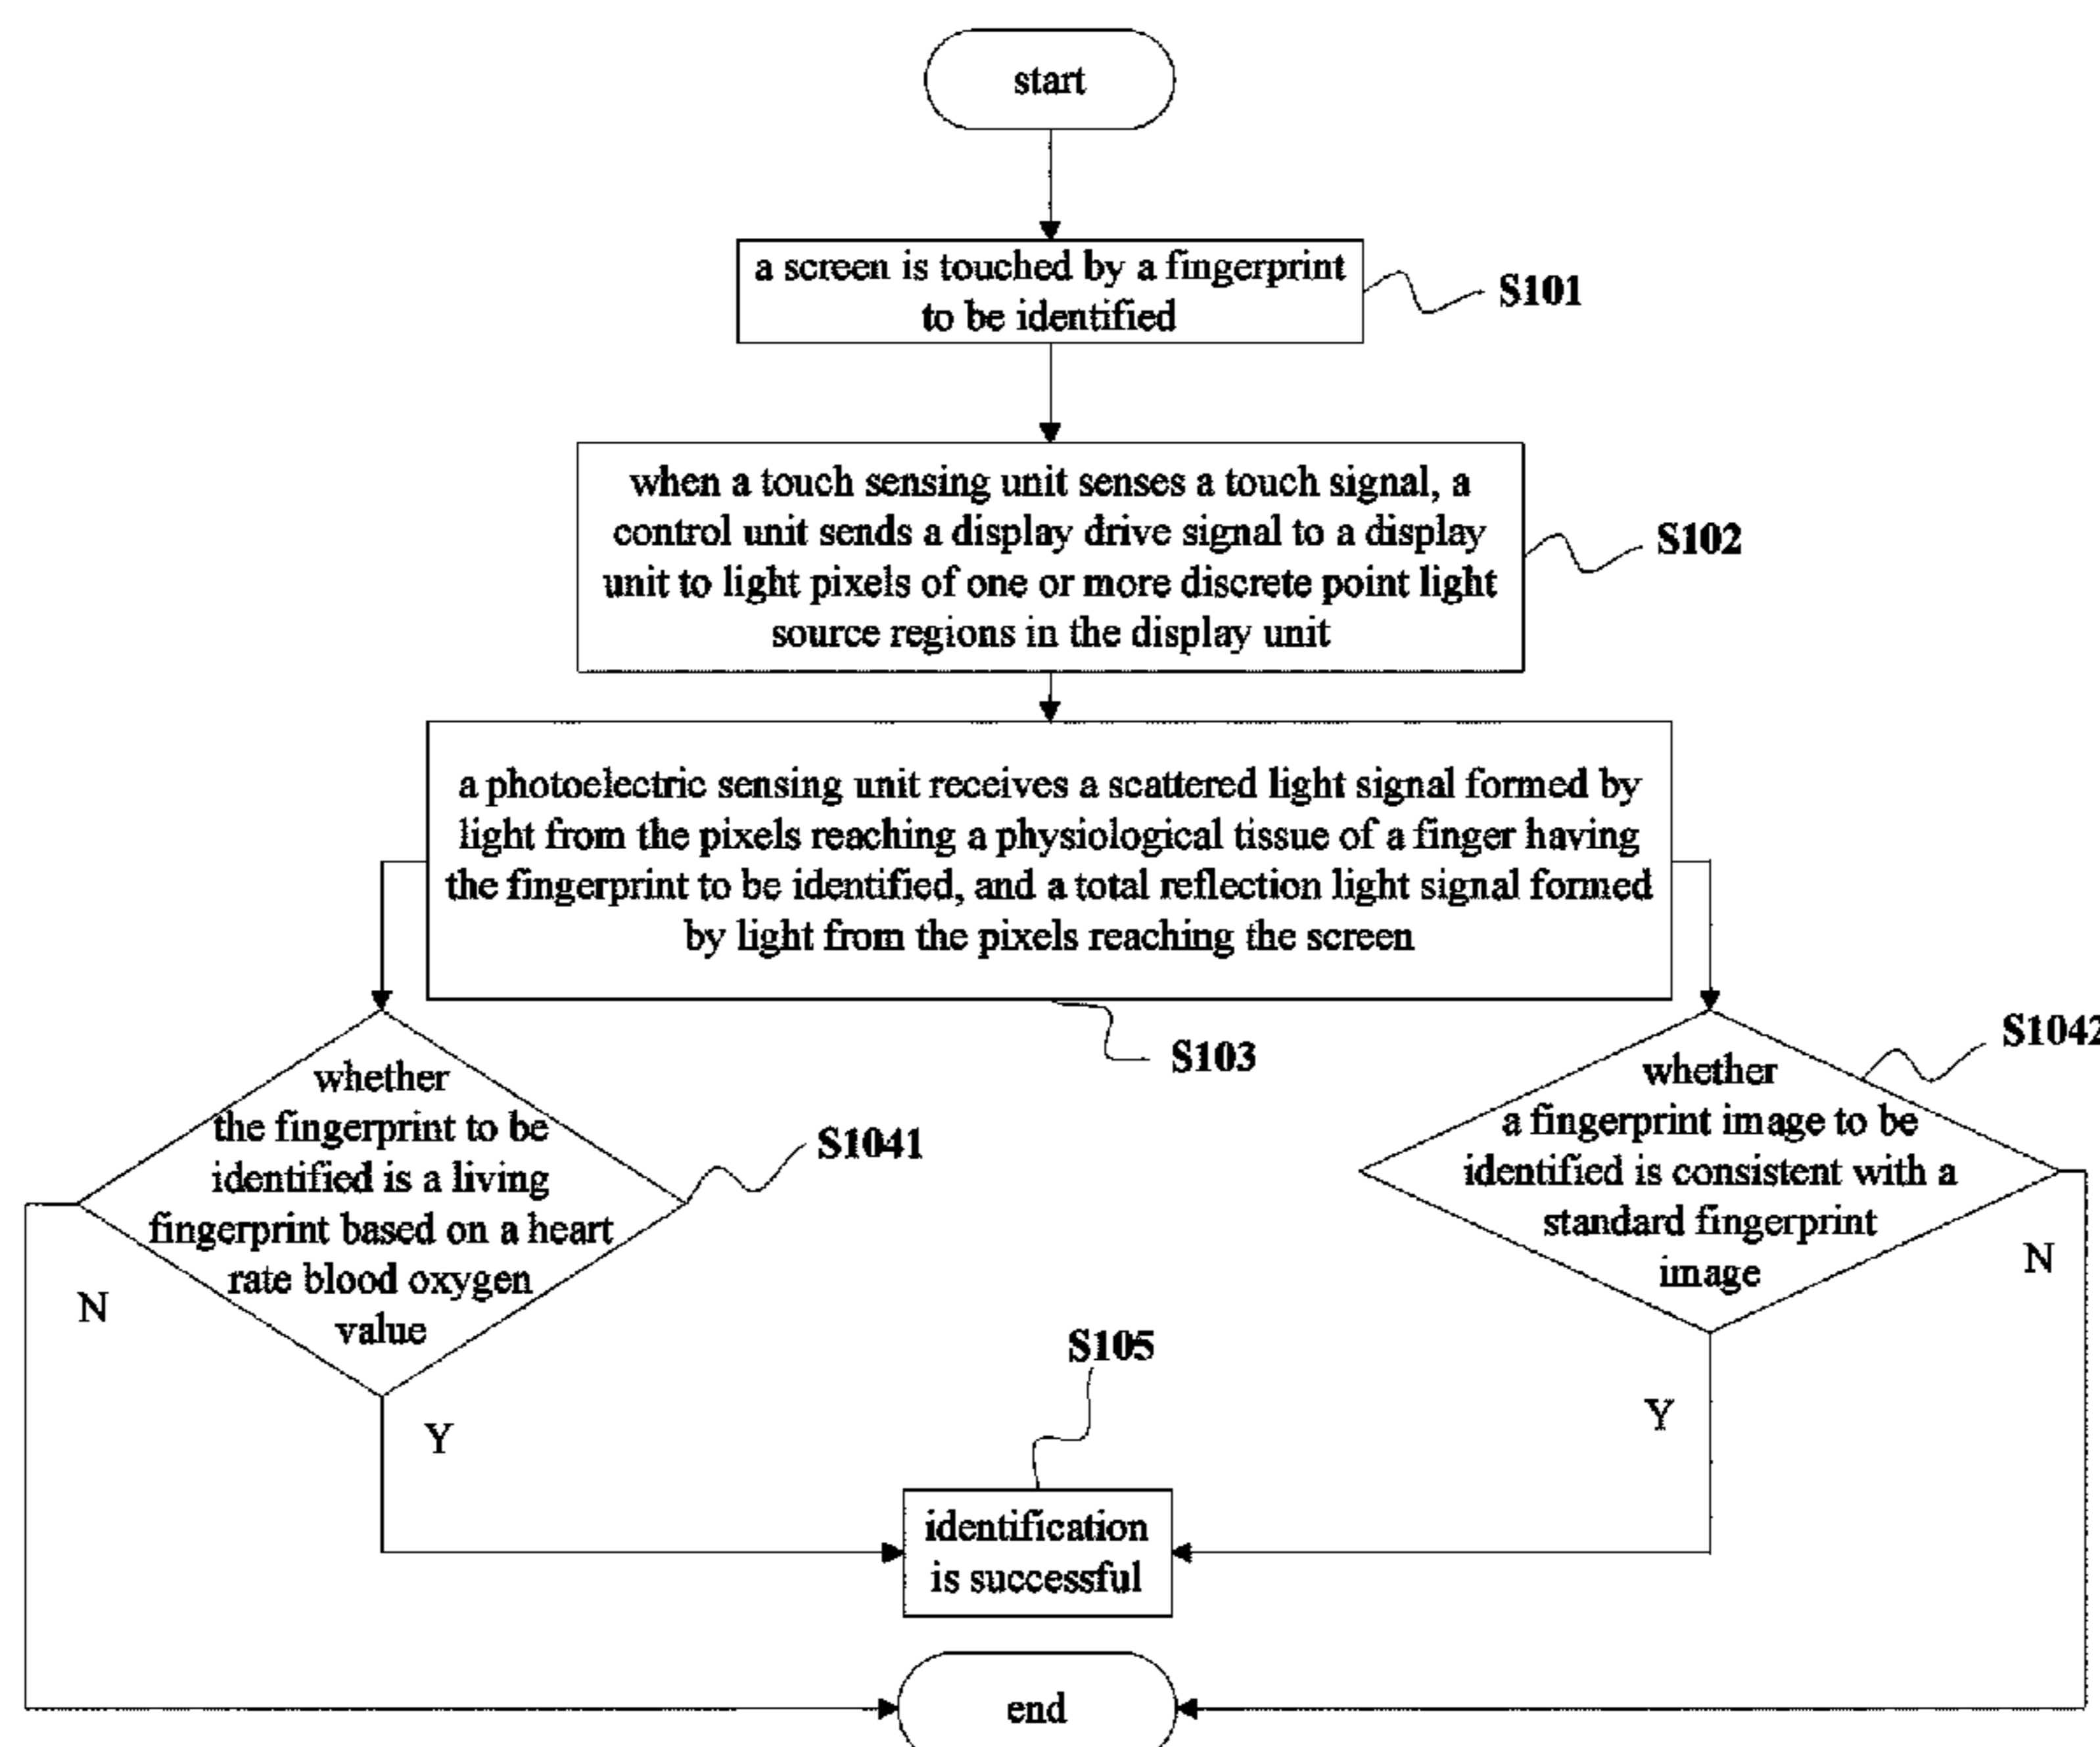 start
a screen is touched by a fingerprint
to be identified
S101
when a touch sensing unit senses a touch signal, a
control unit sends a display drive signal to a display
unit to light pixels of one or more discrete point light
source regions in the display unit
S102
a photoelectric sensing unit receives a scattered light signal formed by
light from the pixels reaching a physiological tissue of a finger having
the fingerprint to be identified, and a total reflection light signal formed
by light from the pixels reaching the screen
S103
whether
the fingerprint to be
identified is a living
fingerprint based on a heart
rate blood oxygen
value
S1041
N
Y
whether
a fingerprint image to be
identified is consistent with a
standard fingerprint
image
S1042
N
Y
S105
identification
is successful
end